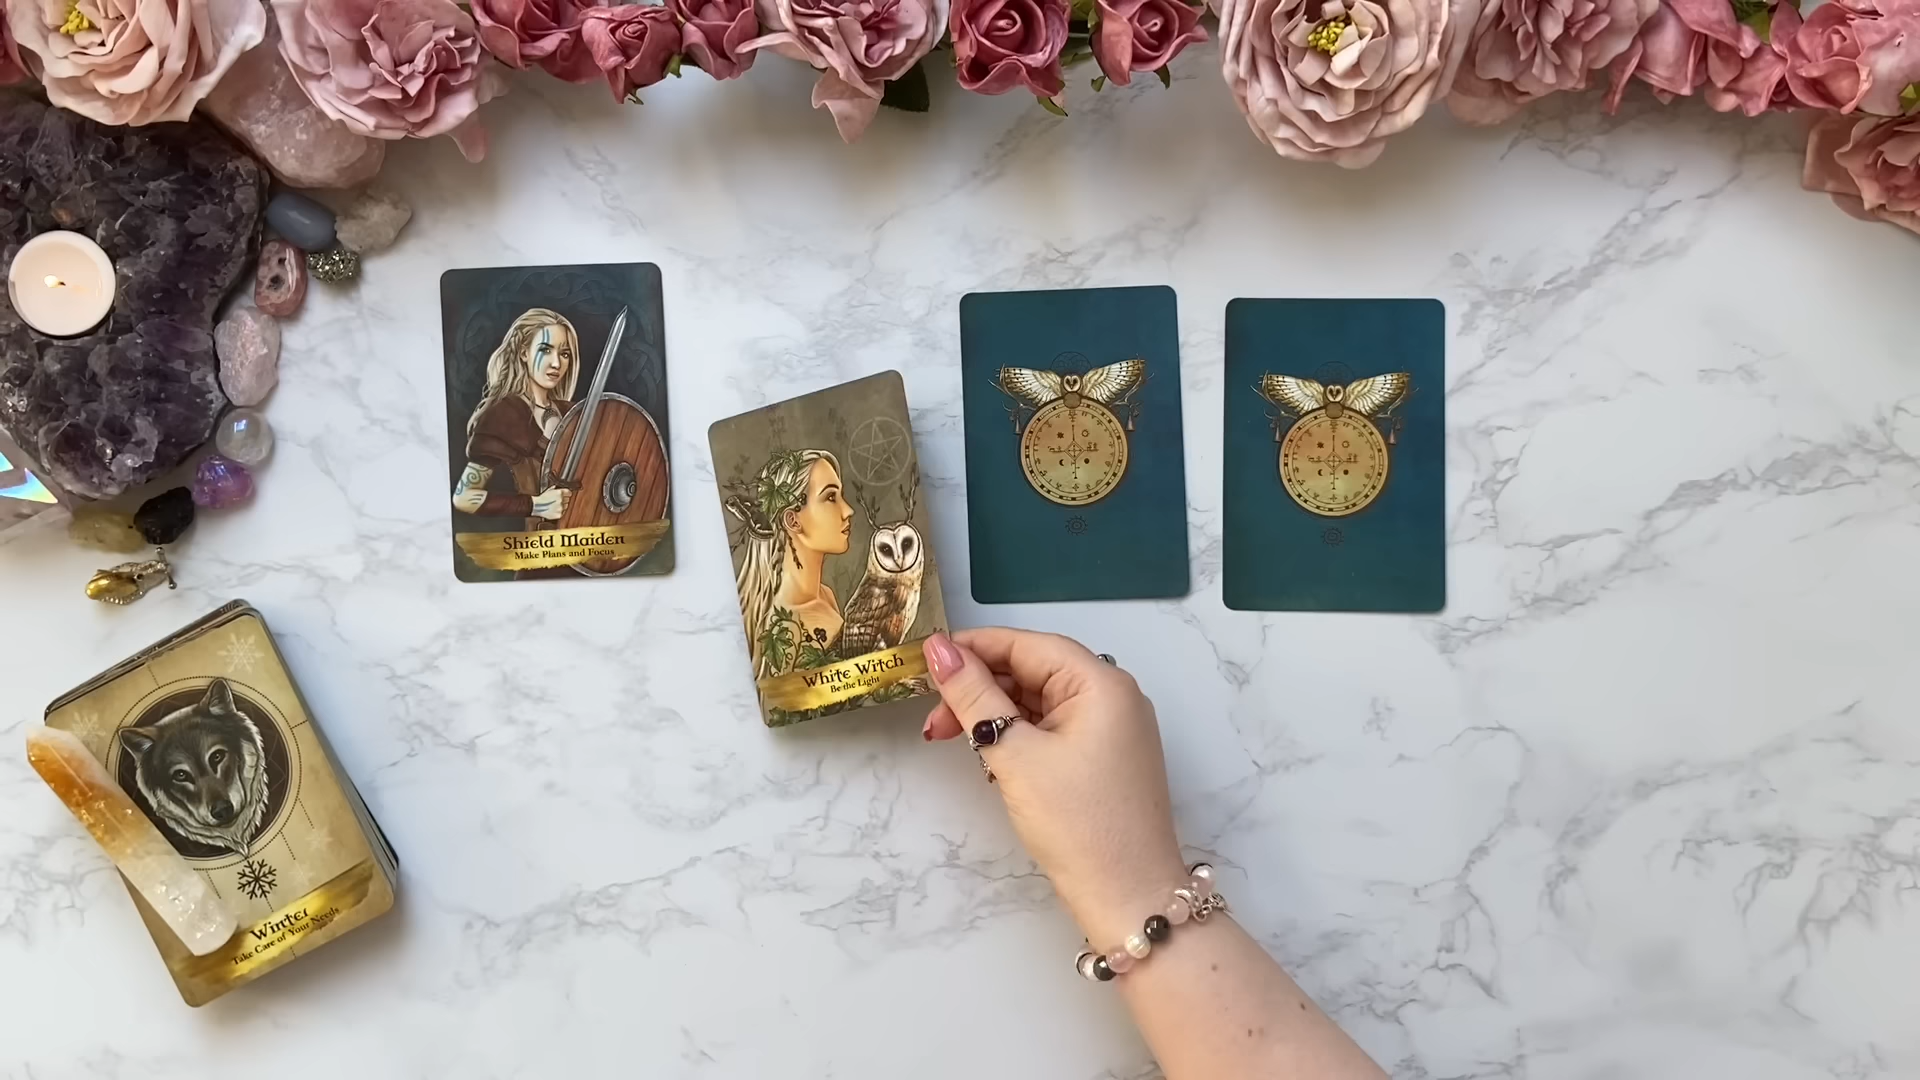 Shield Maiden
Make Plans and Focus
White Witch
Be the Light
Winter
Take Care of Your Needs